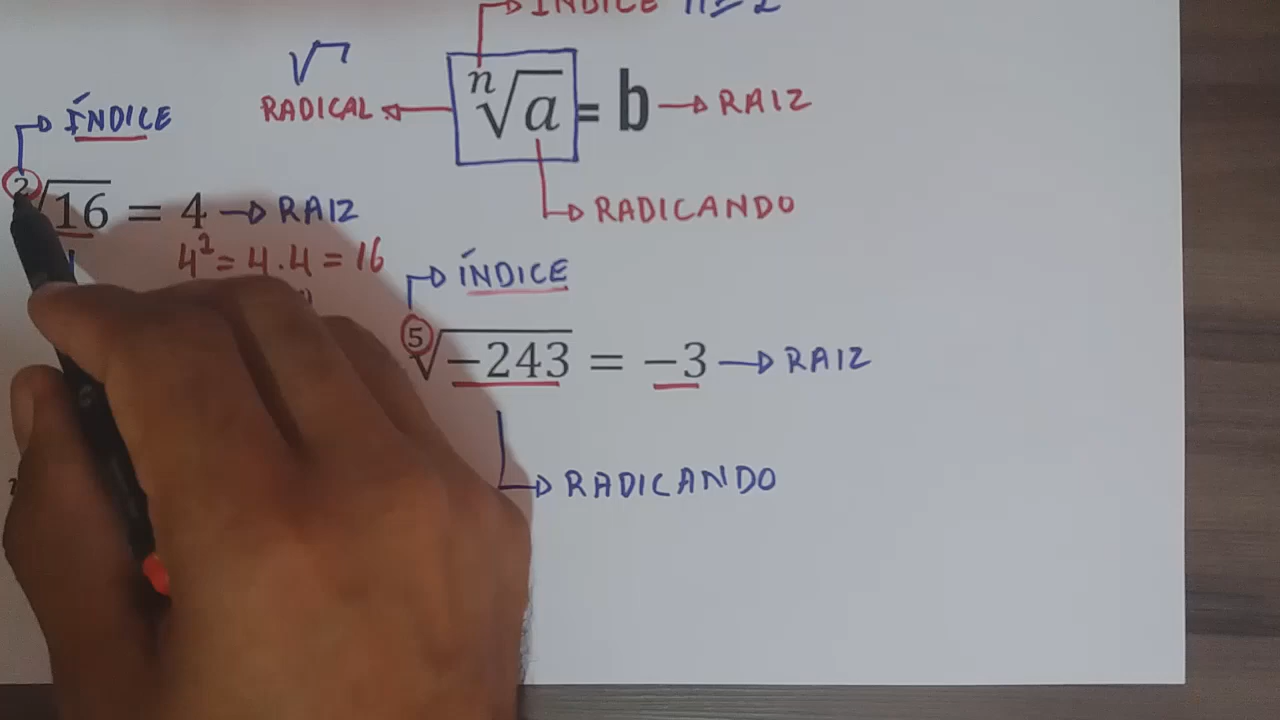 ÍNDICE n ≥ 2
√
RADICAL
ⁿ√a = b → RAIZ
RADICANDO
ÍNDICE
²√16 = 4 → RAIZ
4² = 4 . 4 = 16
ÍNDICE
⁵√-243 = -3 → RAIZ
RADICANDO